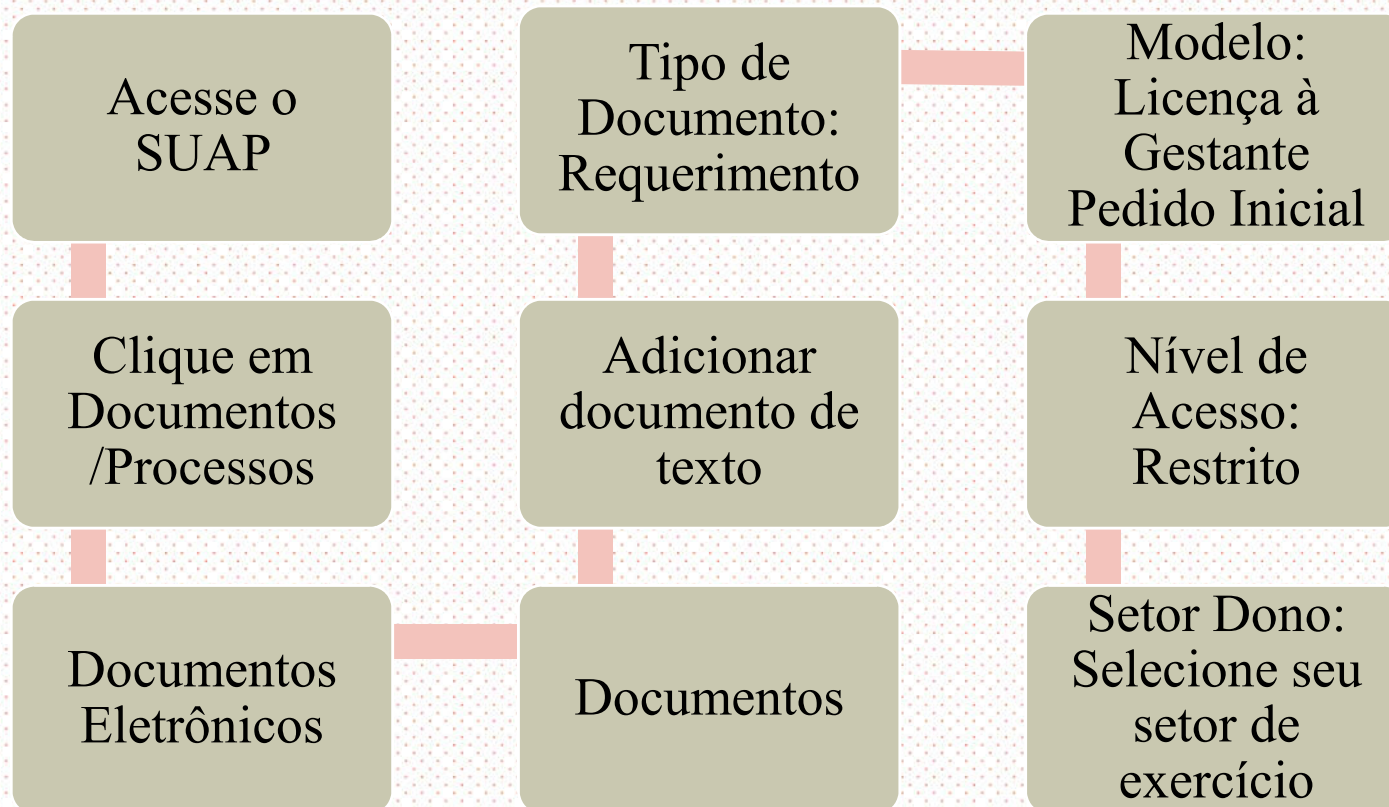 Acesse o
SUAP
Clique em
Documentos
/Processos
Documentos
Eletrônicos
Documentos
Adicionar
documento de
texto
Tipo de
Documento:
Requerimento
Modelo:
Licença à
Gestante
Pedido Inicial
Nível de
Acesso:
Restrito
Setor Dono:
Selecione seu
setor de
exercício